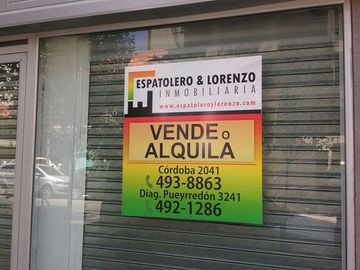 ESPATOLERO & LORENZO
INMOBILIARIA
www.espatoleroylorenzo.com
VENDE o
ALQUILA
Córdoba 2041
493-8863
Diag. Pueyrredón 3241
492-1286